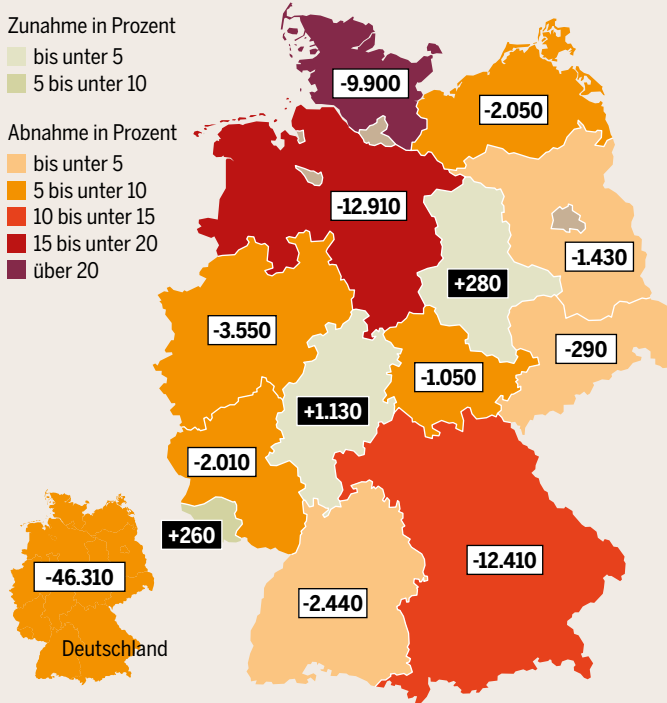 Zunahme in Prozent
bis unter 5
5 bis unter 10
Abnahme in Prozent
bis unter 5
5 bis unter 10
10 bis unter 15
15 bis unter 20
über 20
-9.900
-2.050
-12.910
-1.430
+280
-3.550
-290
-1.050
+1.130
-2.010
+260
-12.410
-46.310
-2.440
Deutschland